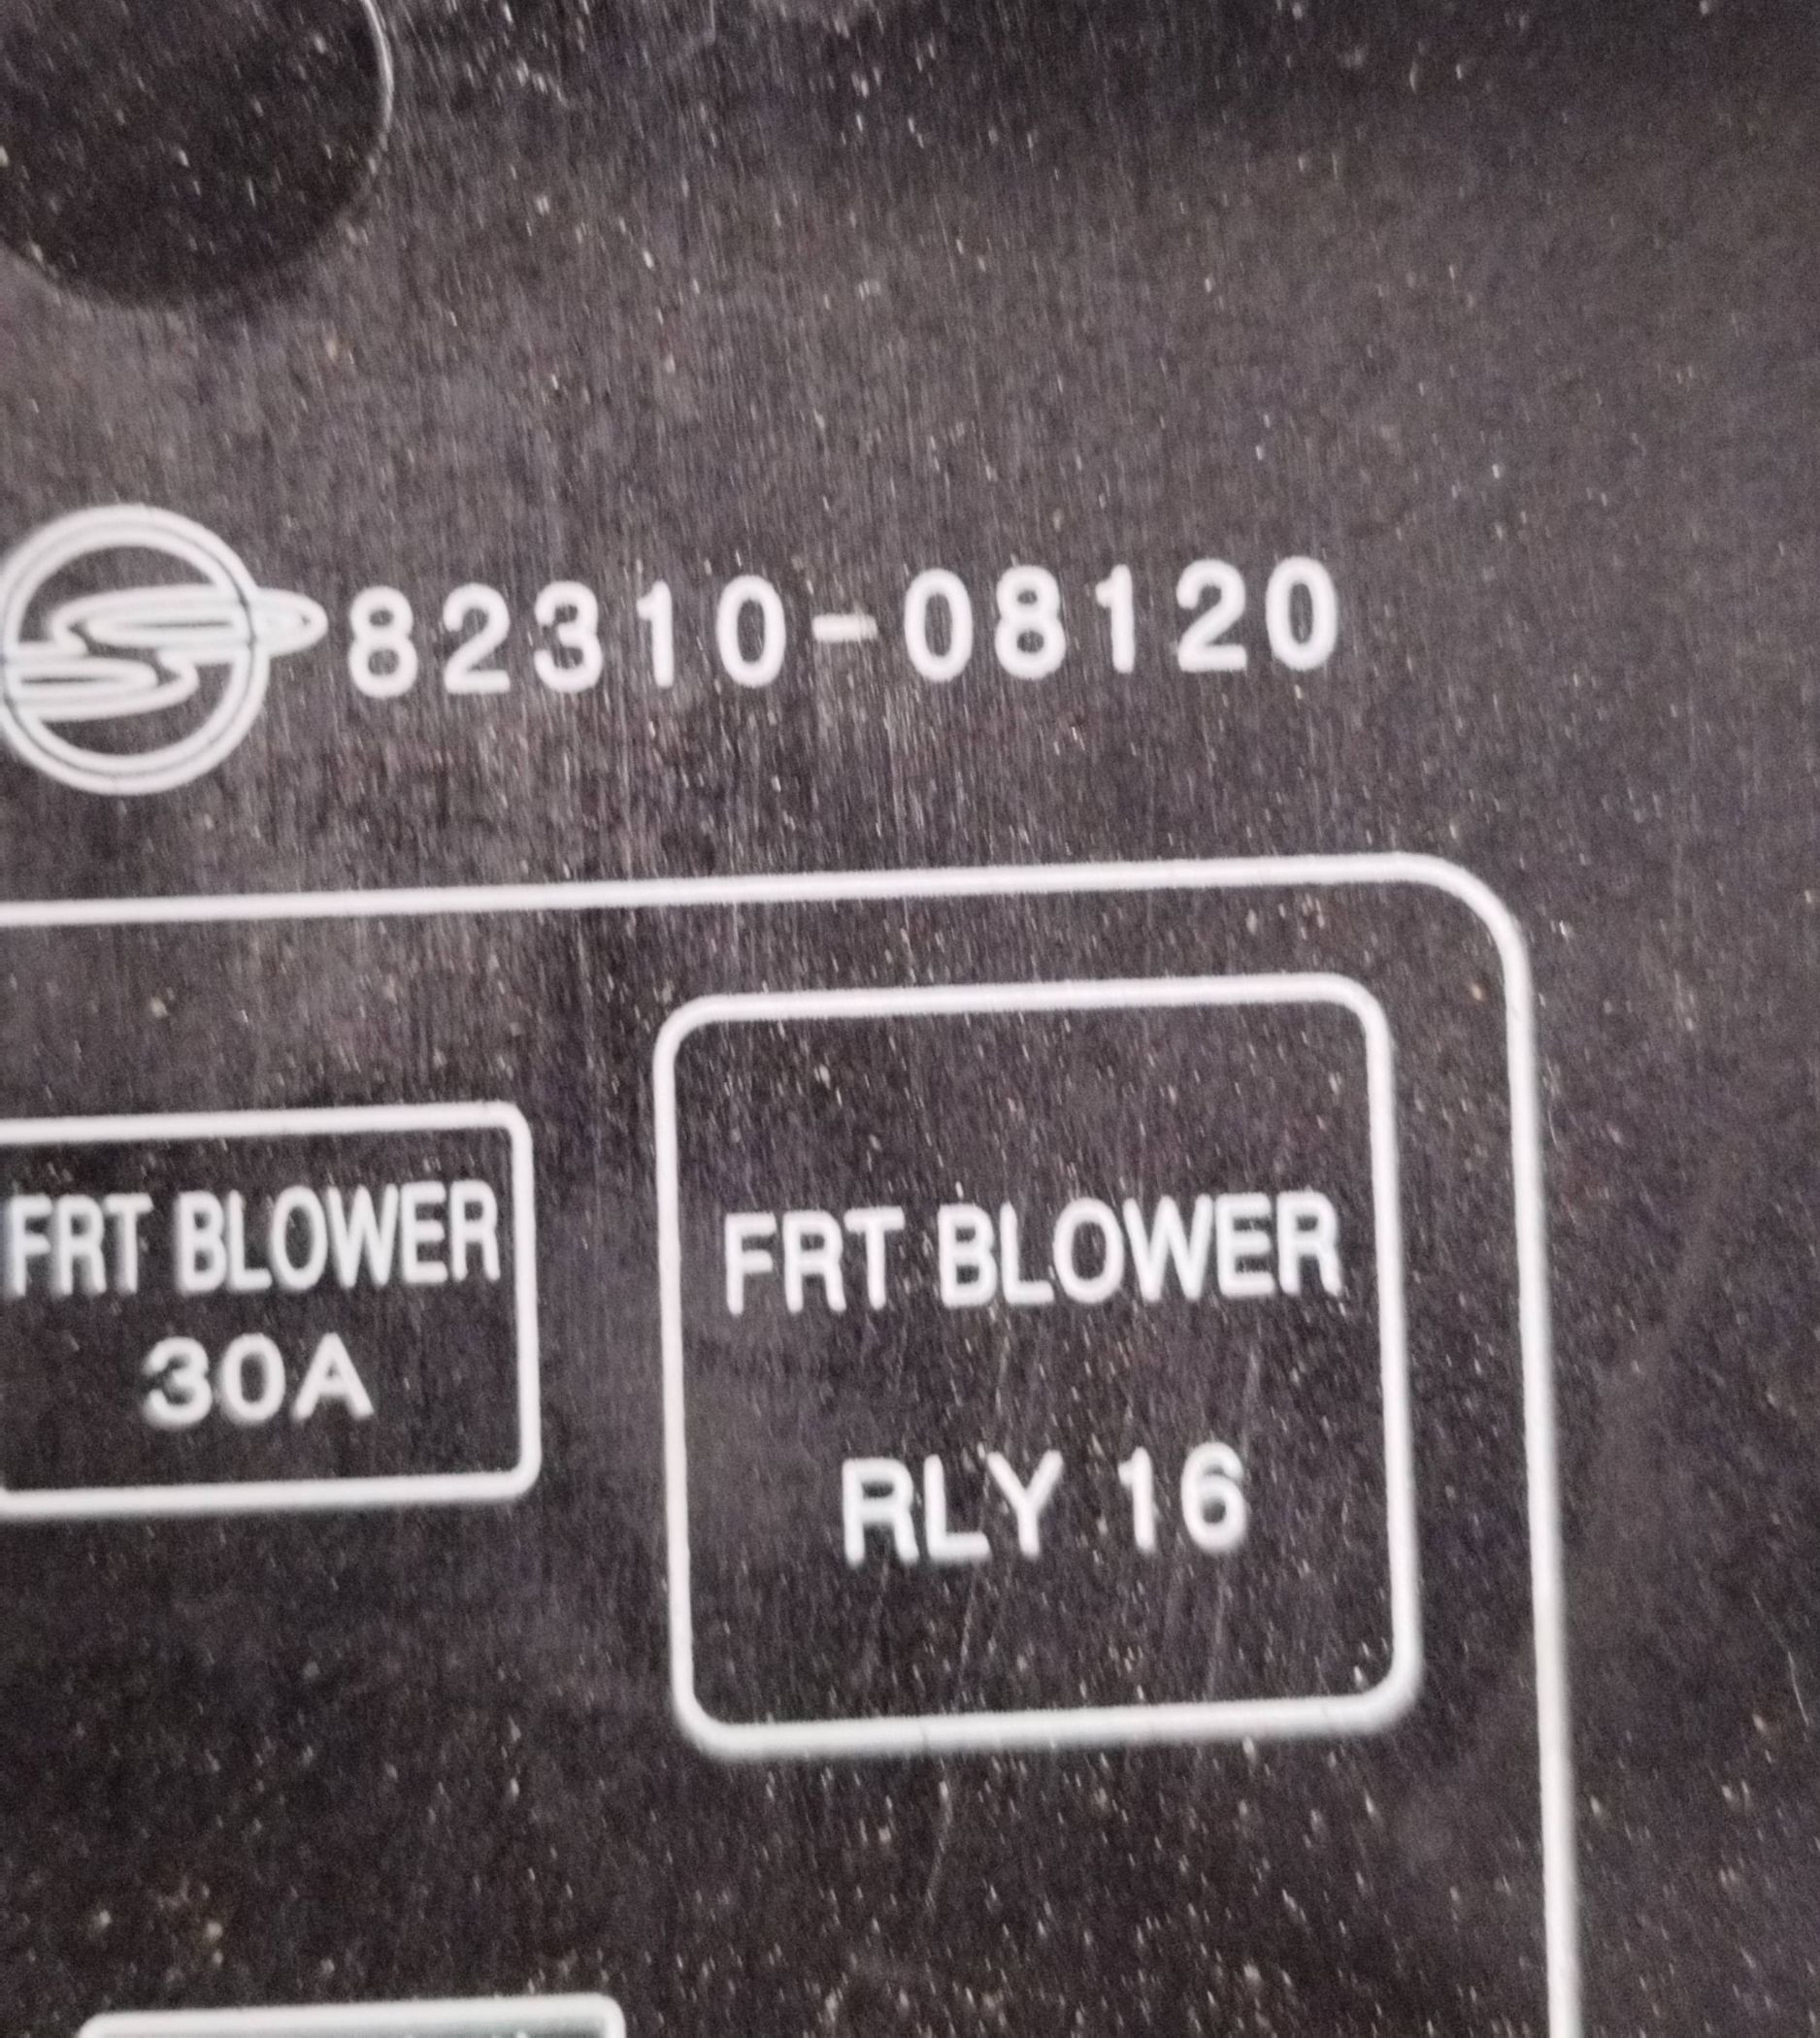 82310-08120
FRT BLOWER
30A
FRT BLOWER
RLY 16